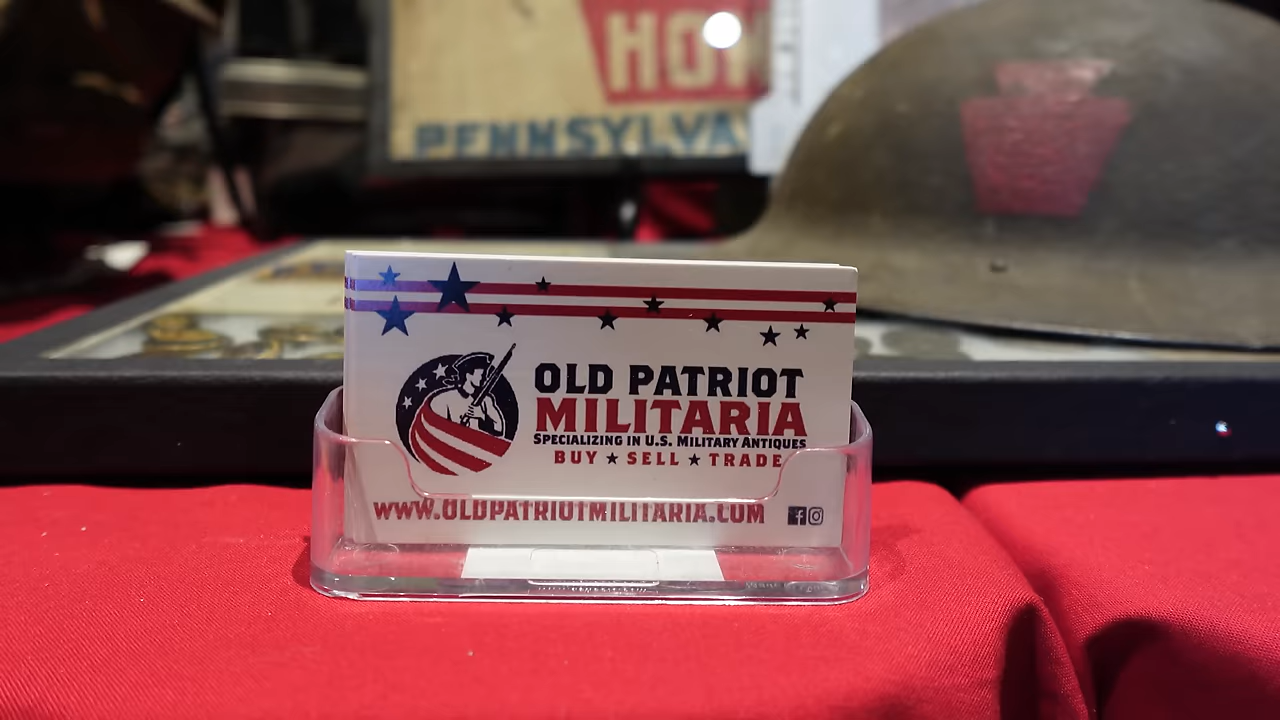 HO
PENNSYLVA
OLD PATRIOT
MILITARIA
SPECIALIZING IN U.S. MILITARY ANTIQUES
BUY ★ SELL ★ TRADE
WWW.OLDPATRIOTMILITARIA.COM